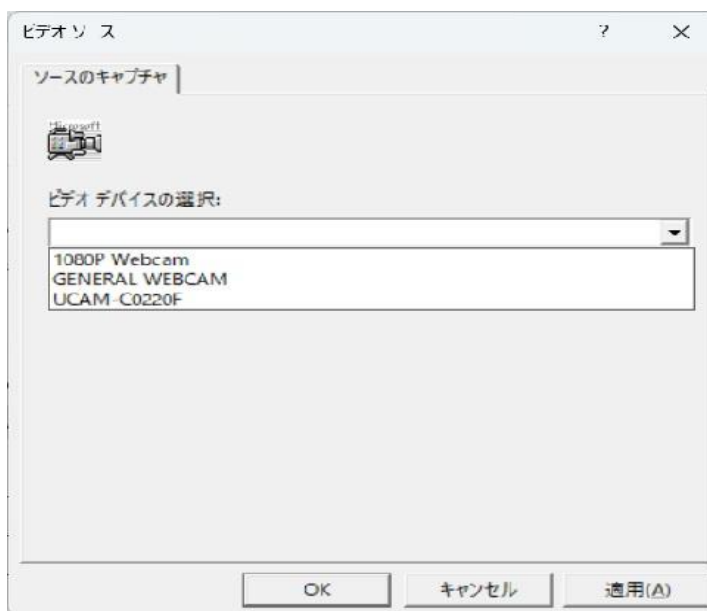 ビデオ ソース
ソースのキャプチャ
Microsoft
ビデオ デバイスの選択:
1080P Webcam
GENERAL WEBCAM
UCAM-C0220F
OK
キャンセル
適用(A)